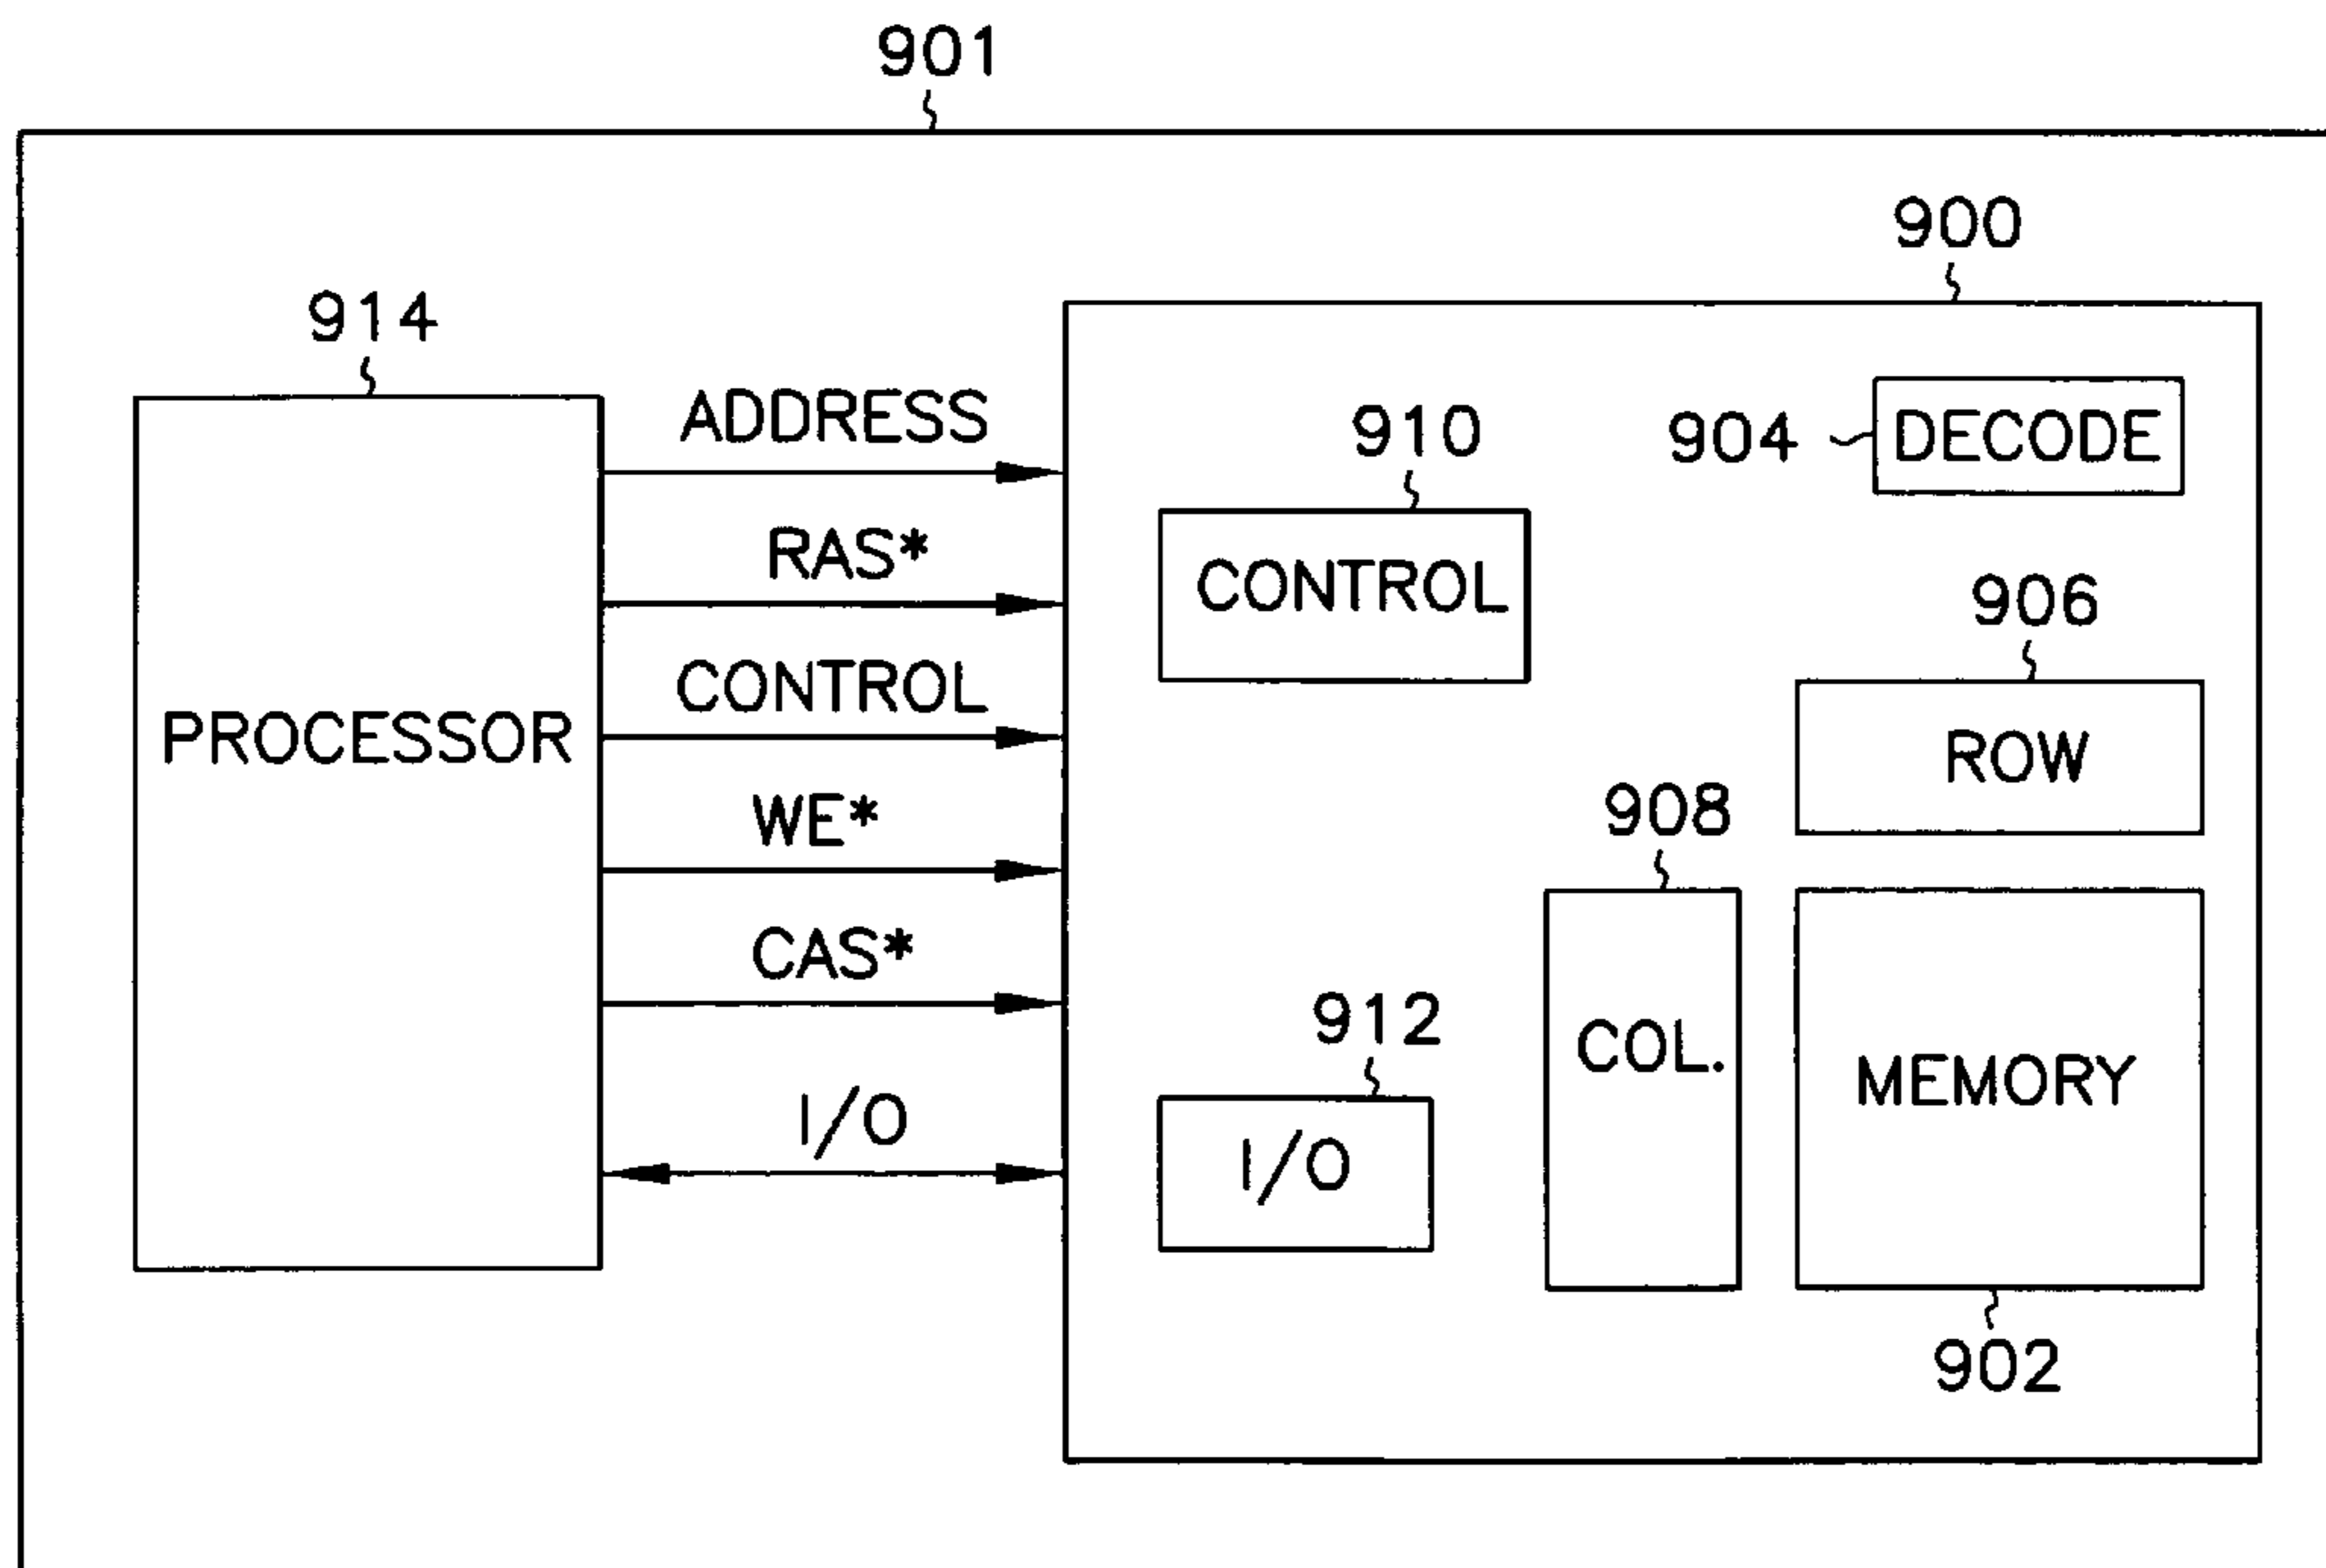 901
900
914
ADDRESS
910
904
DECODE
RAS*
CONTROL
906
CONTROL
PROCESSOR
ROW
WE*
908
CAS*
912
COL.
MEMORY
I/O
I/O
902